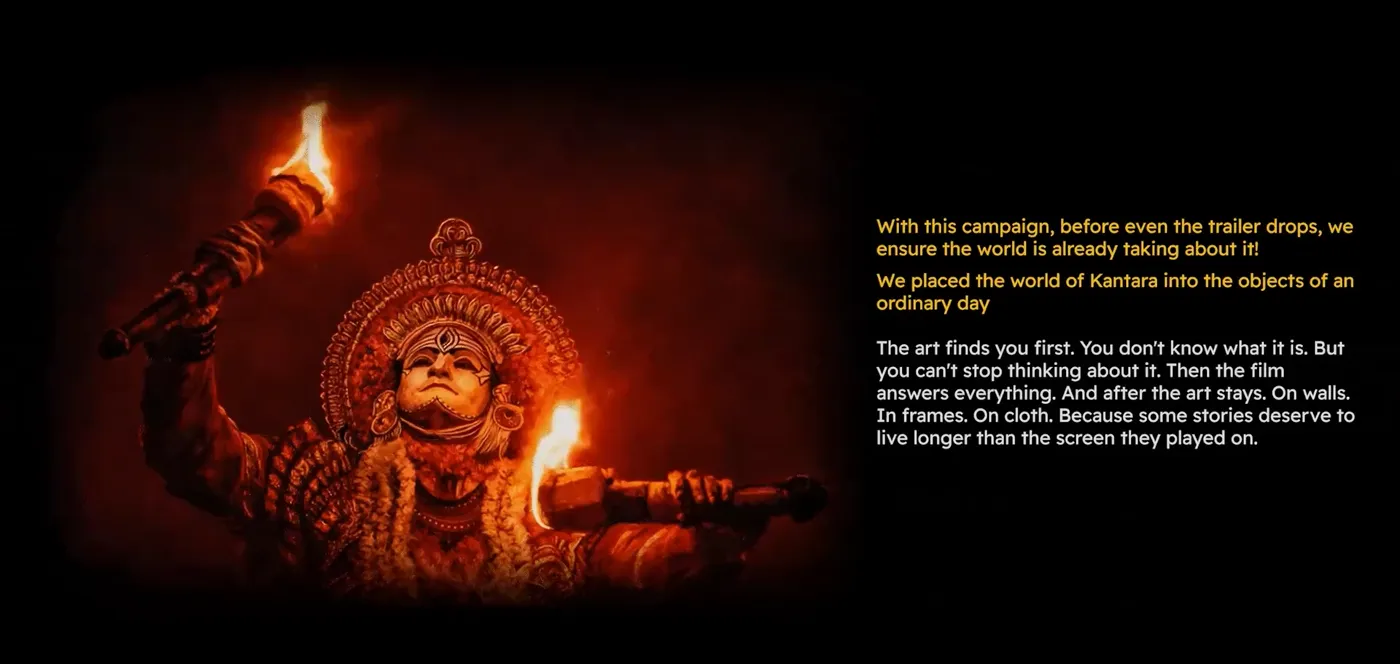 With this campaign, before even the trailer drops, we
ensure the world is already taking about it!
We placed the world of Kantara into the objects of an
ordinary day
The art finds you first. You don't know what it is. But
you can't stop thinking about it. Then the film
answers everything. And after the art stays. On walls.
In frames. On cloth. Because some stories deserve to
live longer than the screen they played on.